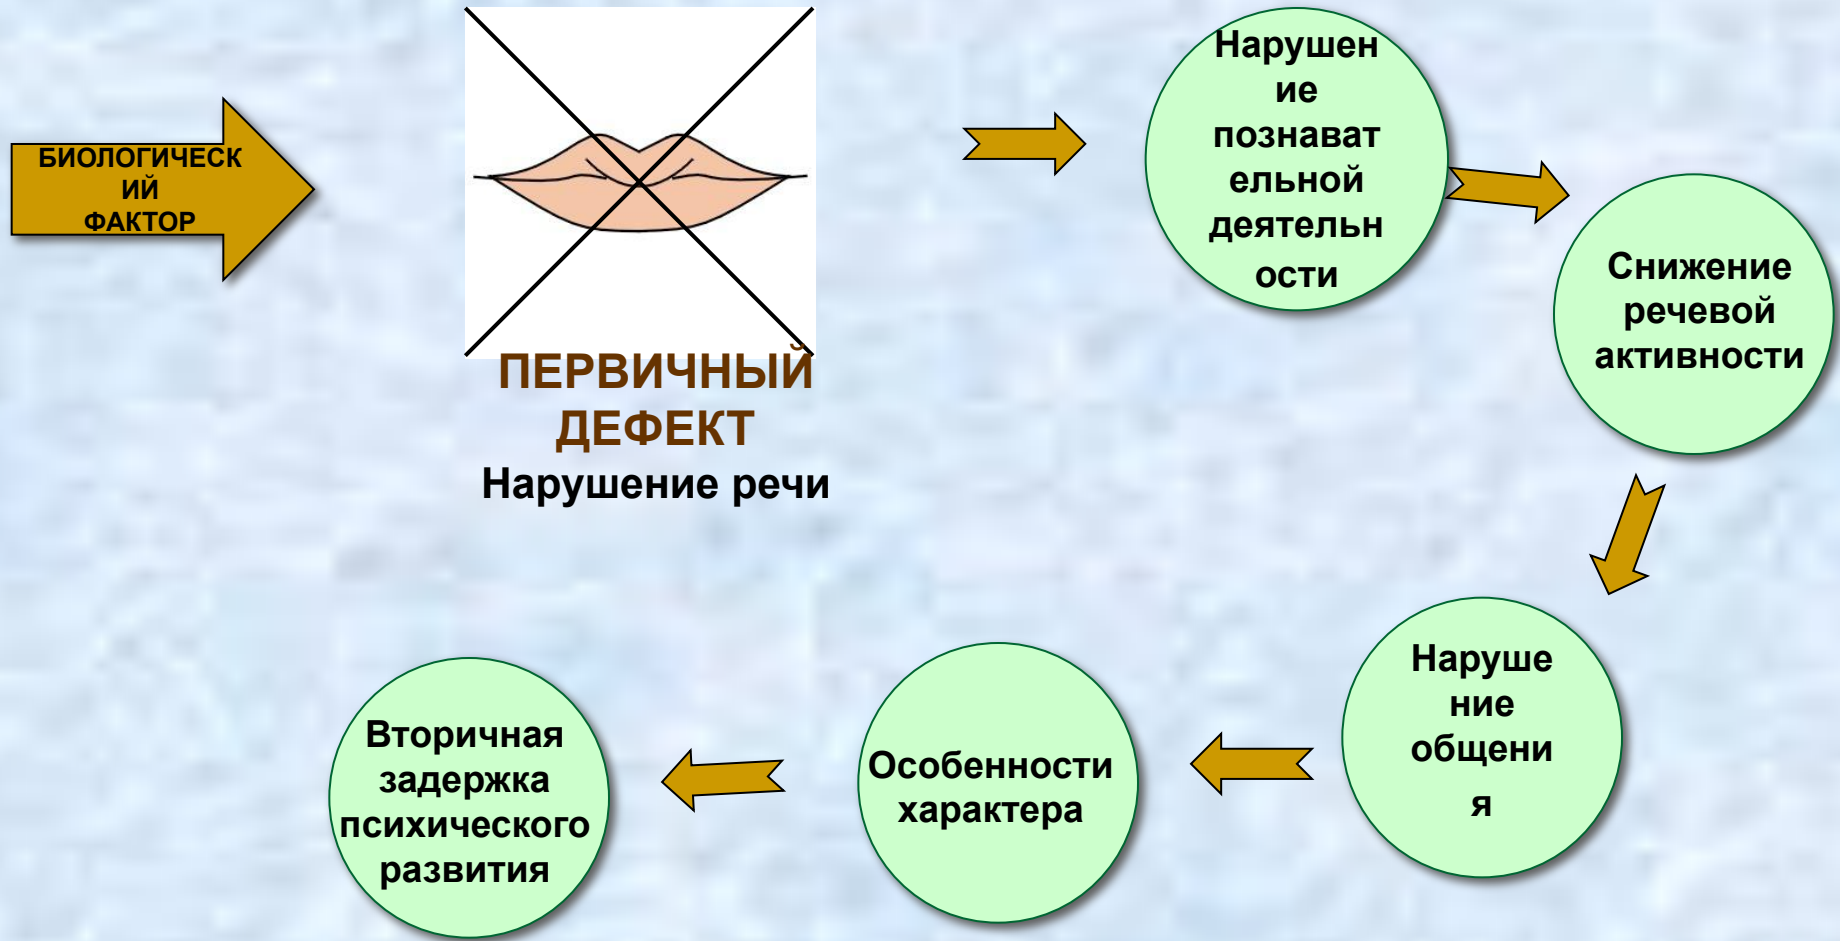 БИОЛОГИЧЕСК
ИЙ
ФАКТОР
ПЕРВИЧНЫЙ
ДЕФЕКТ
Нарушение речи
Нарушен
ие
познават
ельной
деятельн
ости
Снижение
речевой
активности
Наруше
ние
общени
я
Особенности
характера
Вторичная
задержка
психического
развития